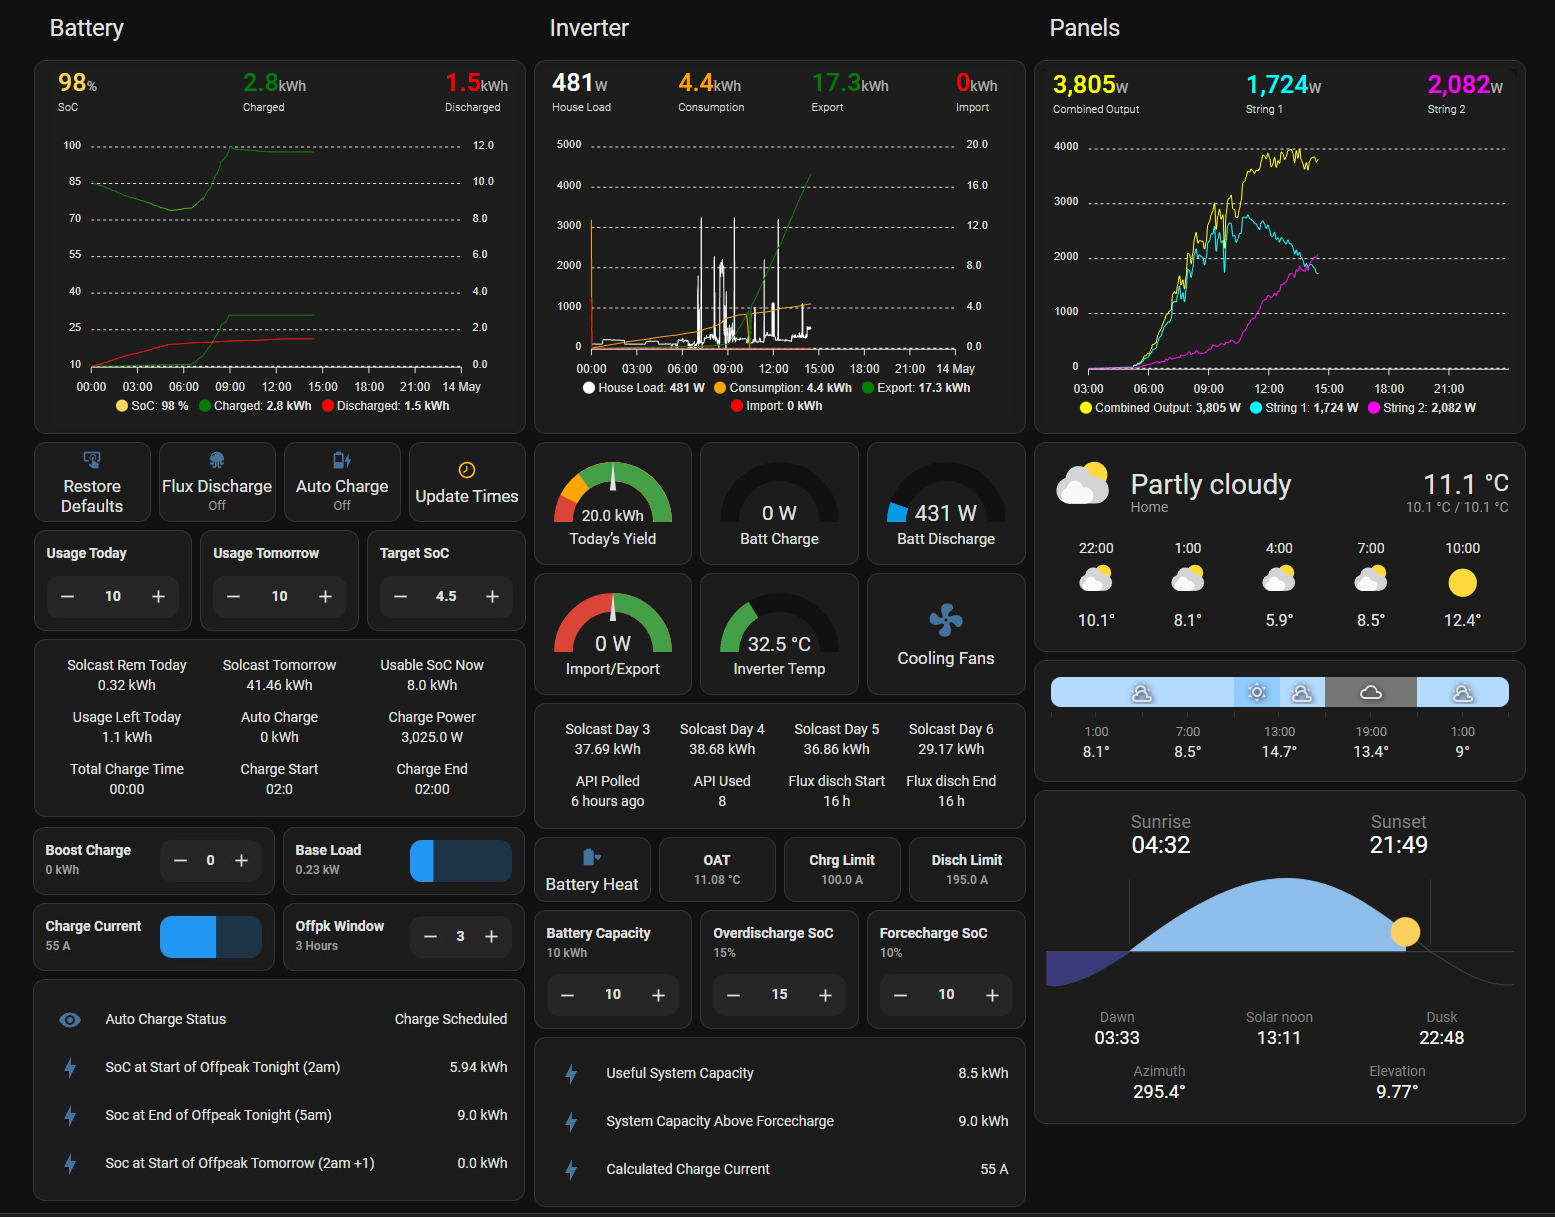 Battery
98%
SoC
2.8kWh
Charged
1.5kWh
Discharged
100
85
70
55
40
25
10
12.0
10.0
8.0
6.0
4.0
2.0
0.0
00:00 03:00 06:00 09:00 12:00 15:00 18:00 21:00 14 May
SoC: 98 % Charged: 2.8 kWh Discharged: 1.5 kWh
Restore
Defaults
Flux Discharge
Off
Auto Charge
Off
Update Times
Usage Today
− 10 +
Usage Tomorrow
− 10 +
Target SoC
− 4.5 +
Solcast Rem Today
0.32 kWh
Solcast Tomorrow
41.46 kWh
Usable SoC Now
8.0 kWh
Usage Left Today
1.1 kWh
Auto Charge
0 kWh
Charge Power
3,025.0 W
Total Charge Time
00:00
Charge Start
02:0
Charge End
02:00
Boost Charge
0 kWh
− 0 +
Base Load
0.23 kW
Charge Current
55 A
Offpk Window
3 Hours
− 3 +
Auto Charge Status Charge Scheduled
SoC at Start of Offpeak Tonight (2am) 5.94 kWh
Soc at End of Offpeak Tonight (5am) 9.0 kWh
Soc at Start of Offpeak Tomorrow (2am +1) 0.0 kWh
Inverter
481W
House Load
4.4kWh
Consumption
17.3kWh
Export
0kWh
Import
5000
4000
3000
2000
1000
0
20.0
16.0
12.0
8.0
4.0
0.0
00:00 03:00 06:00 09:00 12:00 15:00 18:00 21:00 14 May
House Load: 481 W Consumption: 4.4 kWh Export: 17.3 kWh
Import: 0 kWh
20.0 kWh
Today's Yield
0 W
Batt Charge
431 W
Batt Discharge
0 W
Import/Export
32.5 °C
Inverter Temp
Cooling Fans
Solcast Day 3
37.69 kWh
Solcast Day 4
38.68 kWh
Solcast Day 5
36.86 kWh
Solcast Day 6
29.17 kWh
API Polled
6 hours ago
API Used
8
Flux disch Start
16 h
Flux disch End
16 h
Battery Heat
OAT
11.08 °C
Chrg Limit
100.0 A
Disch Limit
195.0 A
Battery Capacity
10 kWh
− 10 +
Overdischarge SoC
15%
− 15 +
Forcecharge SoC
10%
− 10 +
Useful System Capacity 8.5 kWh
System Capacity Above Forcecharge 9.0 kWh
Calculated Charge Current 55 A
Panels
3,805W
Combined Output
1,724W
String 1
2,082W
String 2
4000
3000
2000
1000
0
03:00 06:00 09:00 12:00 15:00 18:00 21:00
Combined Output: 3,805 W String 1: 1,724 W String 2: 2,082 W
Partly cloudy
Home
11.1 °C
10.1 °C / 10.1 °C
22:00 1:00 4:00 7:00 10:00
10.1° 8.1° 5.9° 8.5° 12.4°
1:00 7:00 13:00 19:00 1:00
8.1° 8.5° 14.7° 13.4° 9°
Sunrise
04:32
Sunset
21:49
Dawn
03:33
Solar noon
13:11
Dusk
22:48
Azimuth
295.4°
Elevation
9.77°